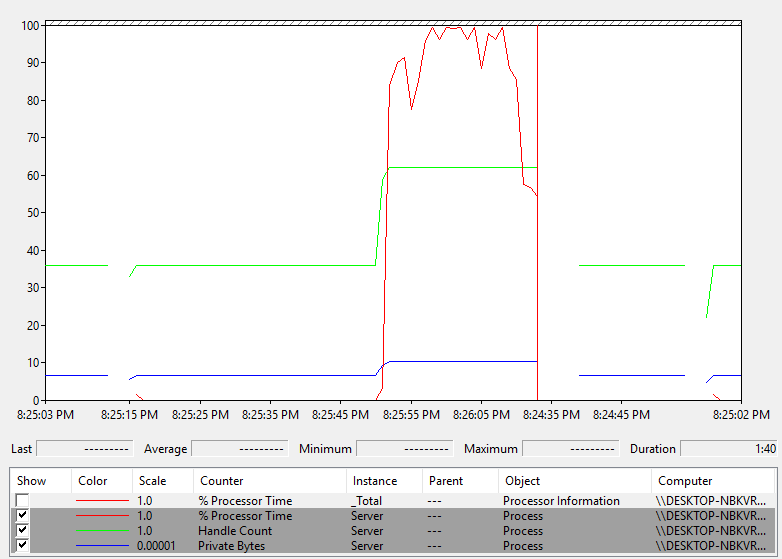 100
90
80
70
60
50
40
30
20
10
0
8:25:03 PM 8:25:15 PM 8:25:25 PM 8:25:35 PM 8:25:45 PM 8:25:55 PM 8:26:05 PM 8:24:35 PM 8:24:45 PM 8:25:02 PM
Last --------- Average --------- Minimum --------- Maximum --------- Duration 1:40
Show Color Scale Counter Instance Parent Object Computer
1.0 % Processor Time _Total --- Processor Information \\DESKTOP-NBKVR...
1.0 % Processor Time Server --- Process \\DESKTOP-NBKVR...
1.0 Handle Count Server --- Process \\DESKTOP-NBKVR...
0.00001 Private Bytes Server --- Process \\DESKTOP-NBKVR...